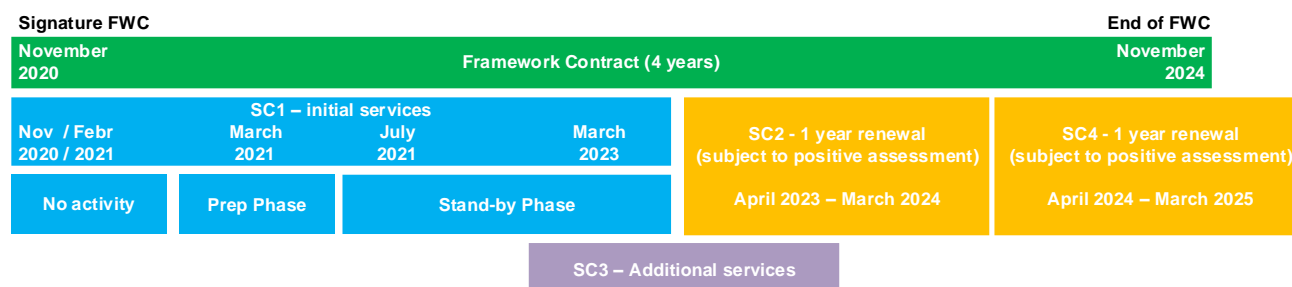 Signature FWC
End of FWC
November
2020
Framework Contract (4 years)
November
2024
SC1 – initial services
Nov / Febr
2020 / 2021
March
2021
July
2021
March
2023
SC2 - 1 year renewal
(subject to positive assessment)
April 2023 – March 2024
SC4 - 1 year renewal
(subject to positive assessment)
April 2024 – March 2025
No activity
Prep Phase
Stand-by Phase
SC3 – Additional services